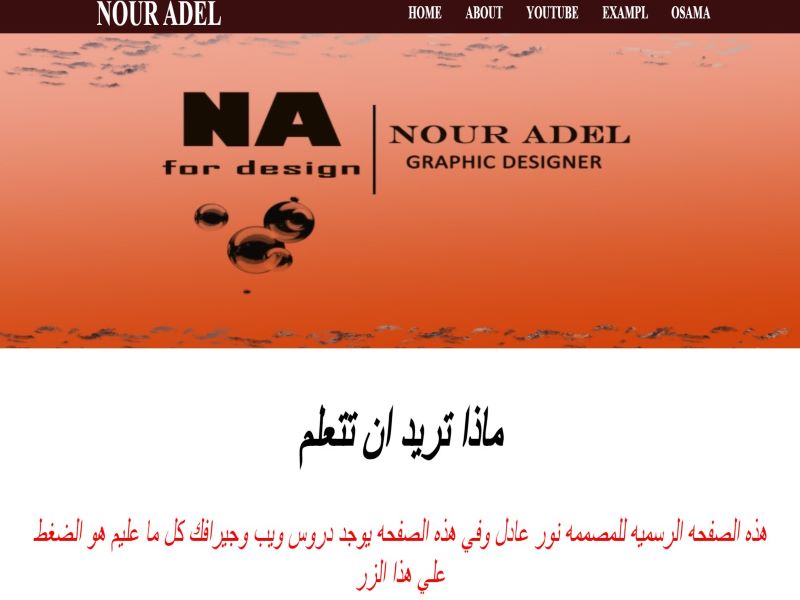 NOUR ADEL
HOME ABOUT YOUTUBE EXAMPL OSAMA
NA
for design
NOUR ADEL
GRAPHIC DESIGNER
ماذا تريد ان تتعلم
هذه الصفحه الرسميه للمصممه نور عادل وفي هذه الصفحه يوجد دروس ويب وجيرافك كل ما عليم هو الضغط
علي هذا الزر